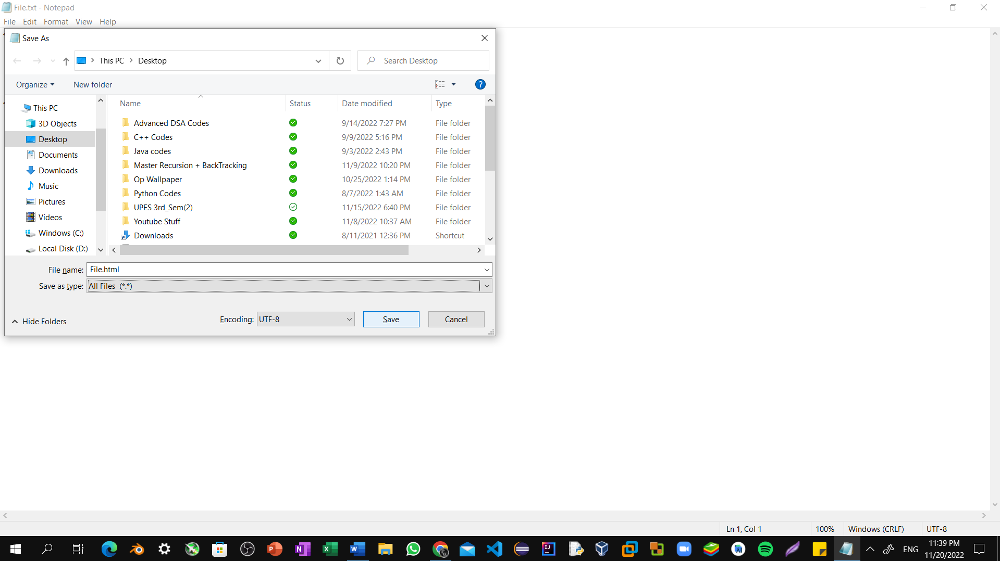 File.txt - Notepad
File Edit Format View Help
Save As
This PC Desktop
Search Desktop
Organize New folder
Name Status Date modified Type
This PC
3D Objects
Desktop
Documents
Downloads
Music
Pictures
Videos
Windows (C:)
Local Disk (D:)
Advanced DSA Codes 9/14/2022 7:27 PM File folder
C++ Codes 9/9/2022 5:16 PM File folder
Java codes 9/3/2022 2:43 PM File folder
Master Recursion + BackTracking 11/9/2022 10:20 PM File folder
Op Wallpaper 10/25/2022 1:14 PM File folder
Python Codes 8/7/2022 1:43 AM File folder
UPES 3rd_Sem(2) 11/15/2022 6:40 PM File folder
Youtube Stuff 11/8/2022 10:37 AM File folder
Downloads 8/11/2021 12:36 PM Shortcut
File name: File.html
Save as type: All Files (*.*)
Hide Folders
Encoding: UTF-8 Save Cancel
Ln 1, Col 1 100% Windows (CRLF) UTF-8
ENG
11:39 PM
11/20/2022